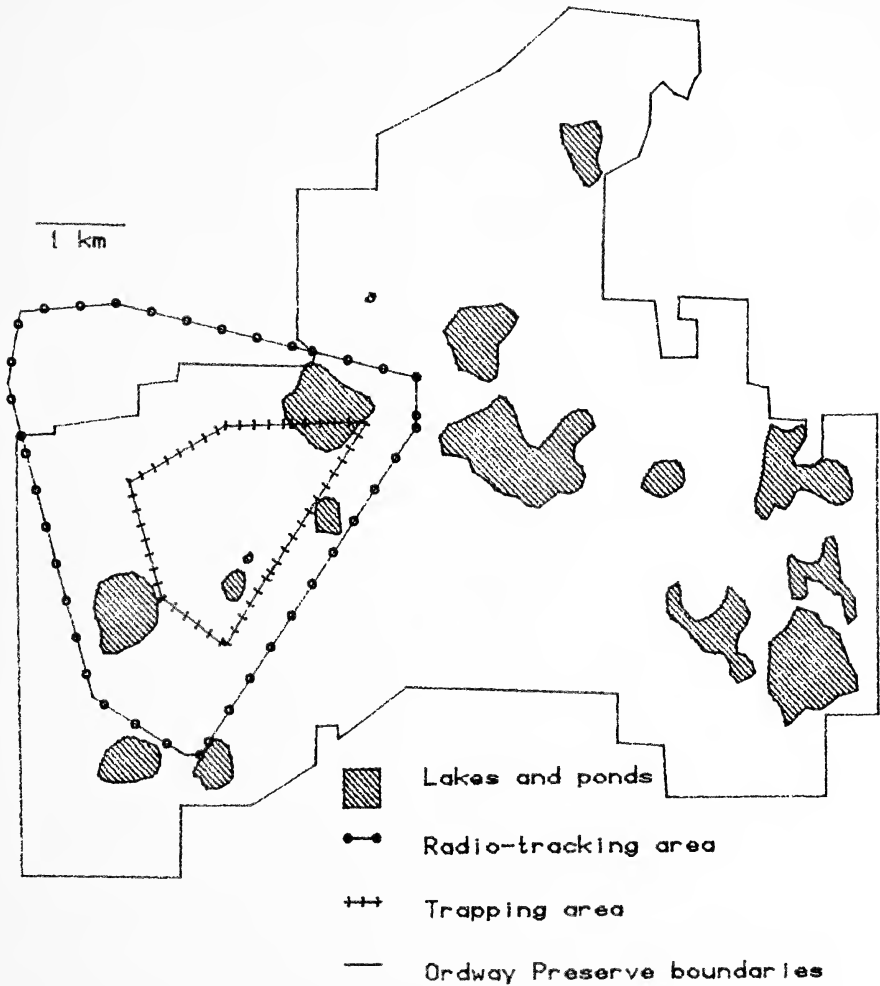 1 km
Lakes and ponds
Radio-tracking area
Trapping area
Ordway Preserve boundaries